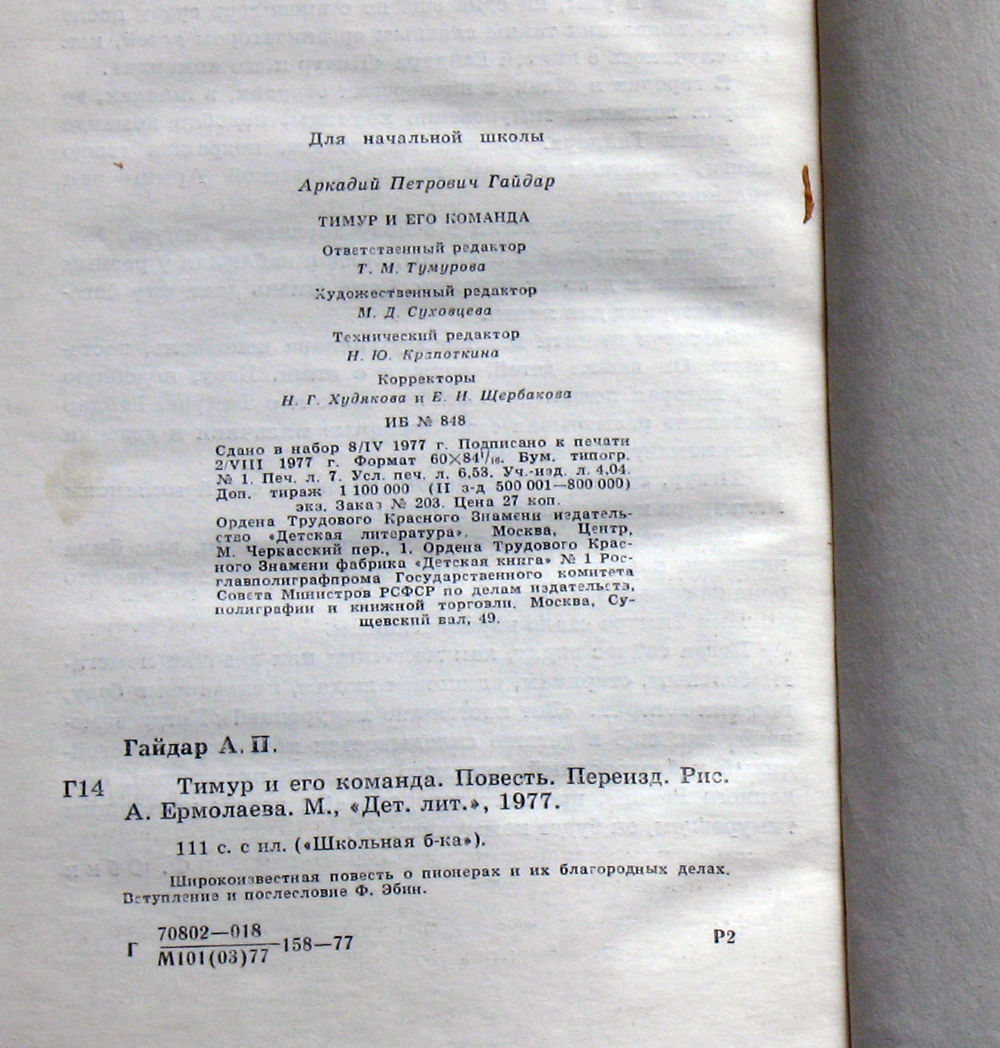 Для начальной школы
Аркадий Петрович Гайдар
ТИМУР И ЕГО КОМАНДА
Ответственный редактор
Т. М. Тумурова
Художественный редактор
М. Д. Суховцева
Технический редактор
Н. Ю. Крапоткина
Корректоры
Н. Г. Худякова и Е. И. Щербакова
ИБ № 848
Сдано в набор 8/IV 1977 г. Подписано к печати
2/VIII 1977 г. Формат 60×84¹/₁₆. Бум. типогр.
№ 1. Печ. л. 7. Усл. печ. л. 6,53. Уч.-изд. л. 4,04.
Доп. тираж 1 100 000 (II з-д 500 001—800 000)
экз. Заказ № 203. Цена 27 коп.
Ордена Трудового Красного Знамени издатель-
ство «Детская литература». Москва, Центр,
М. Черкасский пер., 1. Ордена Трудового Крас-
ного Знамени фабрика «Детская книга» № 1 Рос-
главполиграфпрома Государственного комитета
Совета Министров РСФСР по делам издательств,
полиграфии и книжной торговли. Москва, Су-
щевский вал, 49.
Гайдар А. П.
Г14 Тимур и его команда. Повесть. Переизд. Рис.
А. Ермолаева. М., «Дет. лит.», 1977.
111 с. с ил. («Школьная б-ка»).
Широкоизвестная повесть о пионерах и их благородных делах.
Вступление и послесловие Ф. Эбин.
70802—018
Г 158—77
М101(03)77
Р2